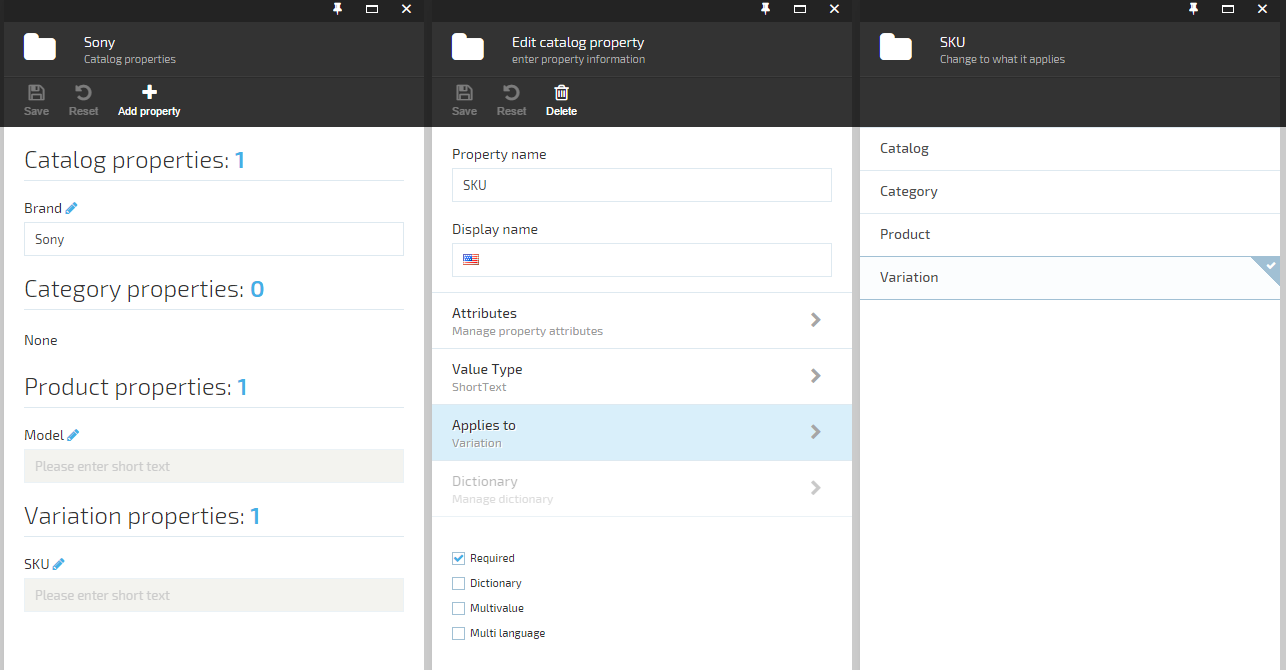 Sony
Catalog properties
Save
Reset
Add property
Catalog properties: 1
Brand
Sony
Category properties: 0
None
Product properties: 1
Model
Please enter short text
Variation properties: 1
SKU
Please enter short text
Edit catalog property
enter property information
Save
Reset
Delete
Property name
SKU
Display name
Attributes
Manage property attributes
Value Type
ShortText
Applies to
Variation
Dictionary
Manage dictionary
Required
Dictionary
Multivalue
Multi language
SKU
Change to what it applies
Catalog
Category
Product
Variation